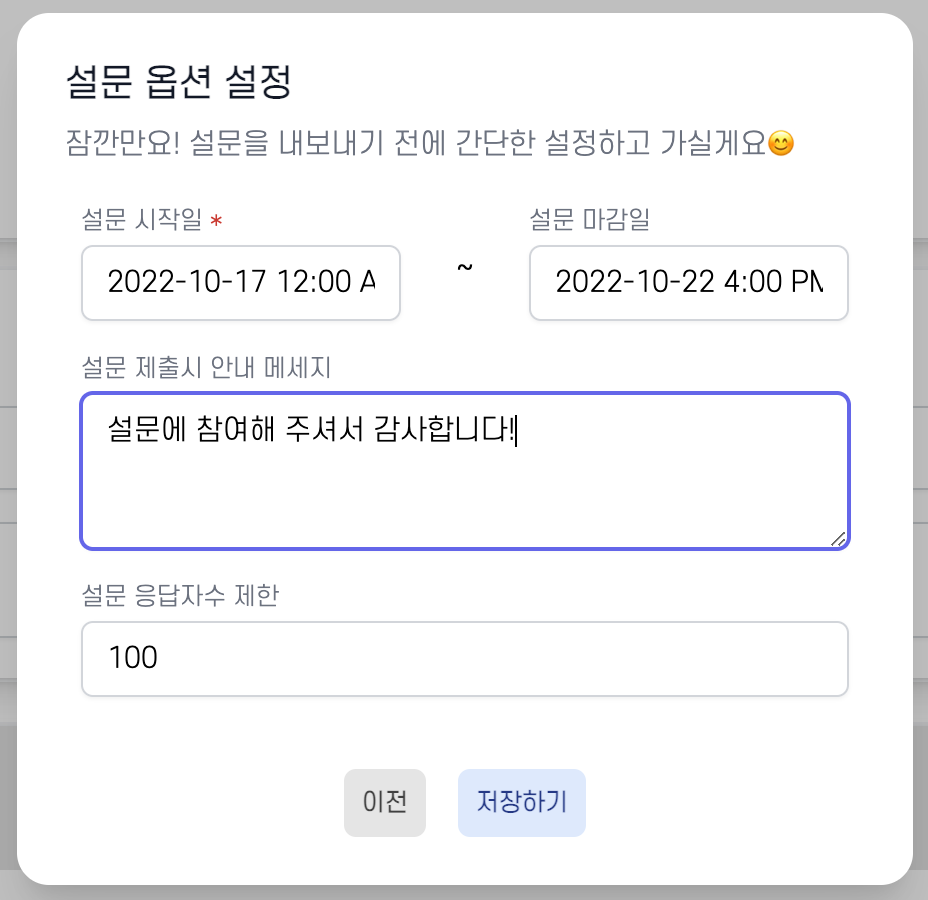 설문 옵션 설정
잠깐만요! 설문을 내보내기 전에 간단한 설정하고 가실게요😊
설문 시작일 *
설문 마감일
2022-10-17 12:00 A
~
2022-10-22 4:00 PM
설문 제출시 안내 메세지
설문에 참여해 주셔서 감사합니다!
설문 응답자수 제한
100
이전
저장하기